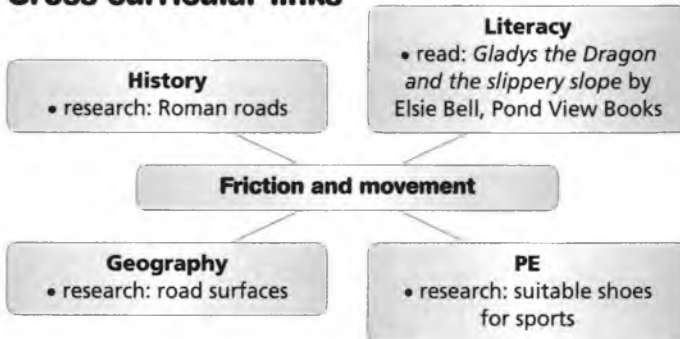 Cross-curricular links
Literacy
• read: Gladys the Dragon
and the slippery slope by
Elsie Bell, Pond View Books
History
• research: Roman roads
Friction and movement
Geography
• research: road surfaces
PE
• research: suitable shoes
for sports